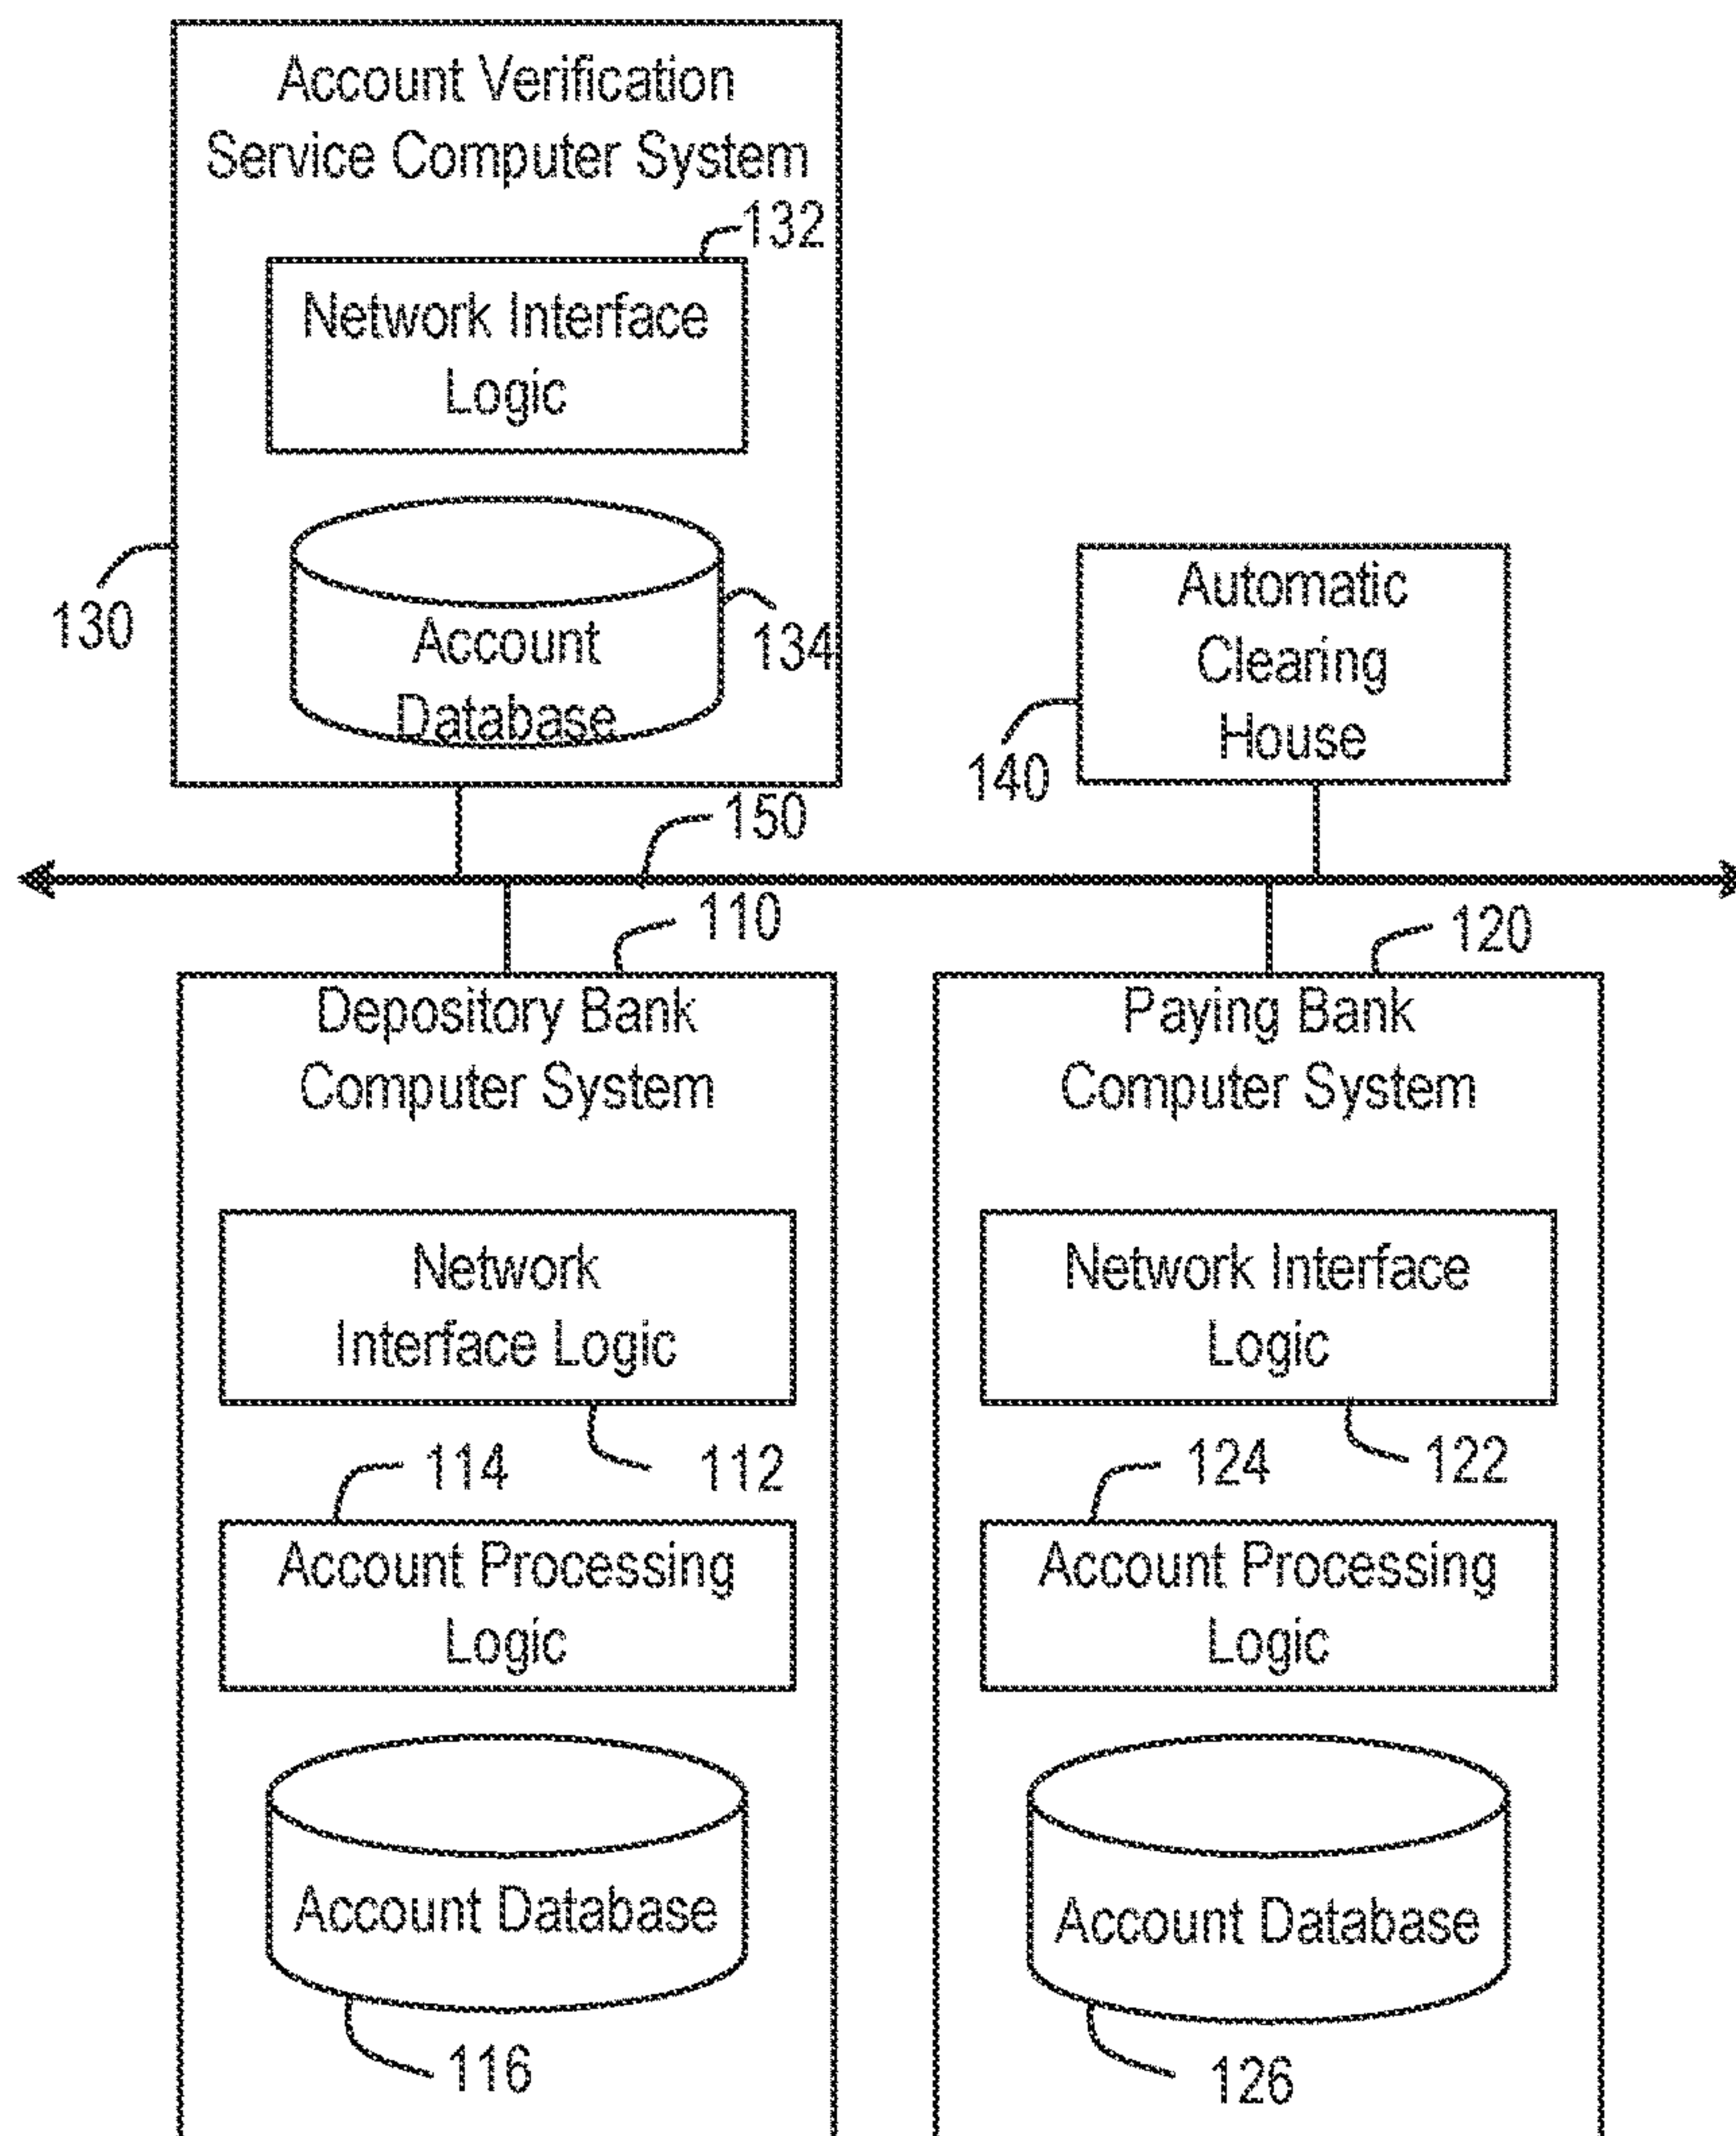 Account Verification
Service Computer System
132
Network Interface
Logic
130
Account
Database
134
Automatic
Clearing
House
140
150
110
120
Depository Bank
Computer System
Network
Interface Logic
112
114
Account Processing
Logic
Account Database
116
Paying Bank
Computer System
Network Interface
Logic
122
124
Account Processing
Logic
Account Database
126